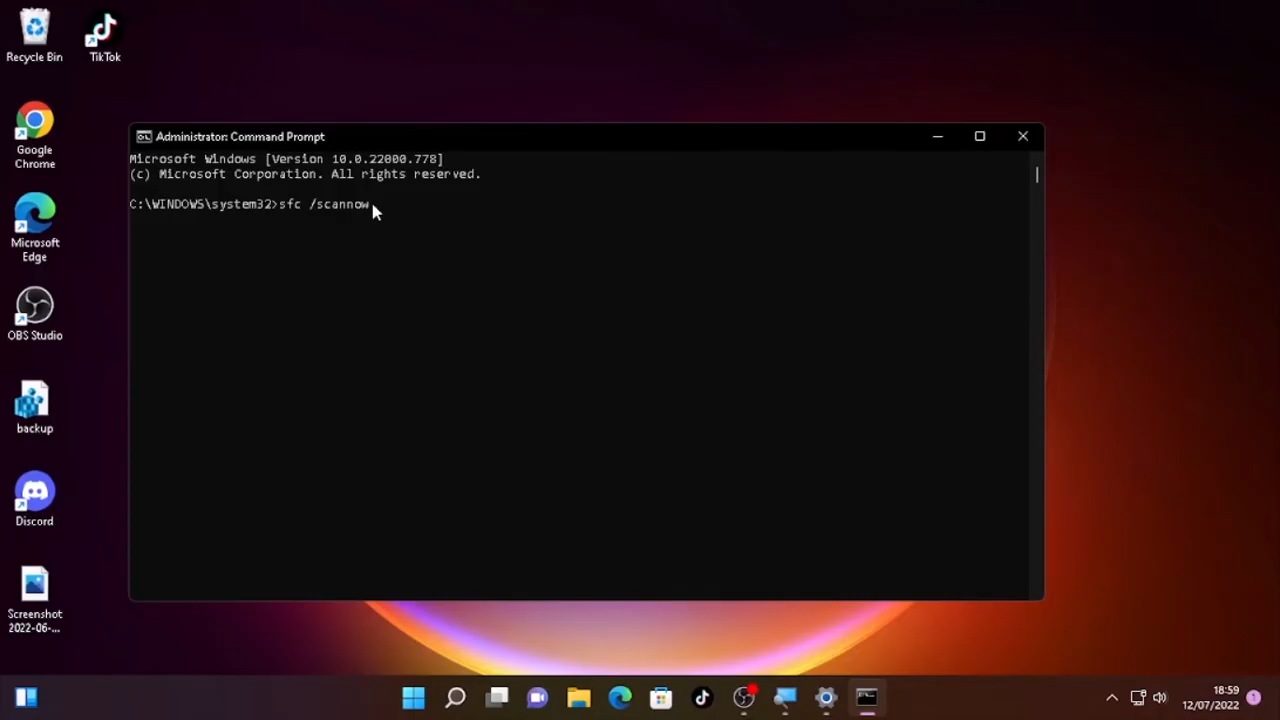 Recycle Bin
TikTok
Google
Chrome
Microsoft
Edge
OBS Studio
backup
Discord
Screenshot
2022-06-...
Administrator: Command Prompt
Microsoft Windows [Version 10.0.22000.778]
(c) Microsoft Corporation. All rights reserved.
C:\WINDOWS\system32>sfc /scannow
18:59
12/07/2022
1